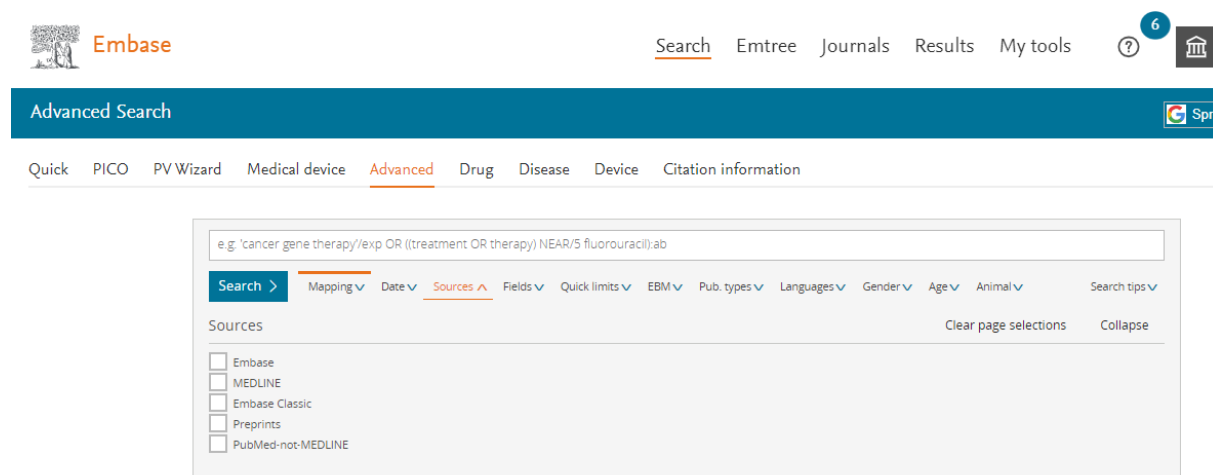 Embase
Search Emtree Journals Results My tools ? 6
Advanced Search
G Spr
Quick PICO PV Wizard Medical device Advanced Drug Disease Device Citation information
e.g. 'cancer gene therapy'/exp OR ((treatment OR therapy) NEAR/5 fluorouracil):ab
Search > Mapping Date Sources Fields Quick limits EBM Pub. types Languages Gender Age Animal Search tips
Sources Clear page selections Collapse
Embase
MEDLINE
Embase Classic
Preprints
PubMed-not-MEDLINE